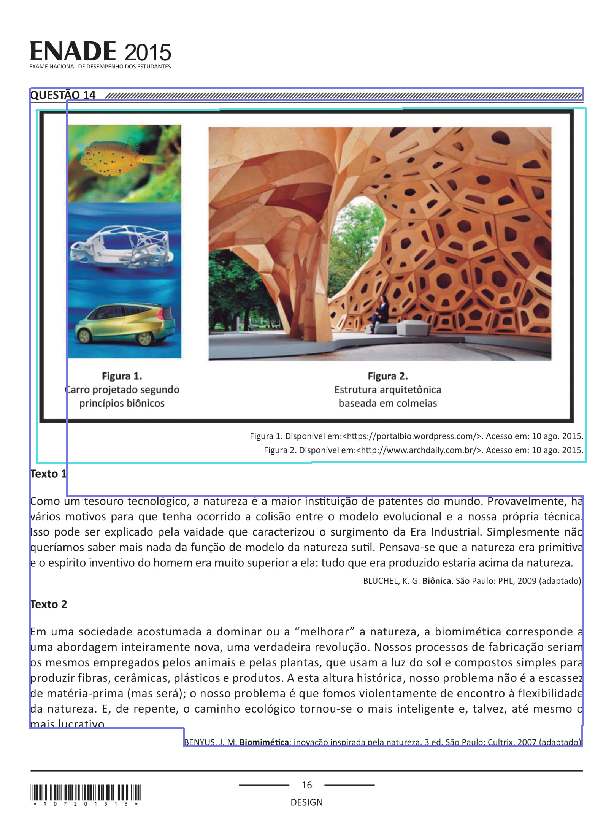 ENADE 2015
EXAME NACIONAL DE DESEMPENHO DOS ESTUDANTES
QUESTÃO 14
Figura 1.
Carro projetado segundo
princípios biônicos
Figura 2.
Estrutura arquitetônica
baseada em colmeias
Figura 1. Disponível em:<https://portalbio.wordpress.com/>. Acesso em: 10 ago. 2015.
Figura 2. Disponível em:<http://www.archdaily.com.br/>. Acesso em: 10 ago. 2015.
Texto 1
Como um tesouro tecnológico, a natureza é a maior instituição de patentes do mundo. Provavelmente, há
vários motivos para que tenha ocorrido a colisão entre o modelo evolucional e a nossa própria técnica.
Isso pode ser explicado pela vaidade que caracterizou o surgimento da Era Industrial. Simplesmente não
queríamos saber mais nada da função de modelo da natureza sutil. Pensava-se que a natureza era primitiva
e o espírito inventivo do homem era muito superior a ela: tudo que era produzido estaria acima da natureza.
BLUCHEL, K. G. Biônica. São Paulo: PHL, 2009 (adaptado).
Texto 2
Em uma sociedade acostumada a dominar ou a “melhorar” a natureza, a biomimética corresponde a
uma abordagem inteiramente nova, uma verdadeira revolução. Nossos processos de fabricação seriam
os mesmos empregados pelos animais e pelas plantas, que usam a luz do sol e compostos simples para
produzir fibras, cerâmicas, plásticos e produtos. A esta altura histórica, nosso problema não é a escassez
de matéria-prima (mas será); o nosso problema é que fomos violentamente de encontro à flexibilidade
da natureza. E, de repente, o caminho ecológico tornou-se o mais inteligente e, talvez, até mesmo o
mais lucrativo.
BENYUS, J. M. Biomimética: inovação inspirada pela natureza. 3 ed. São Paulo: Cultrix, 2007 (adaptado).
16
DESIGN